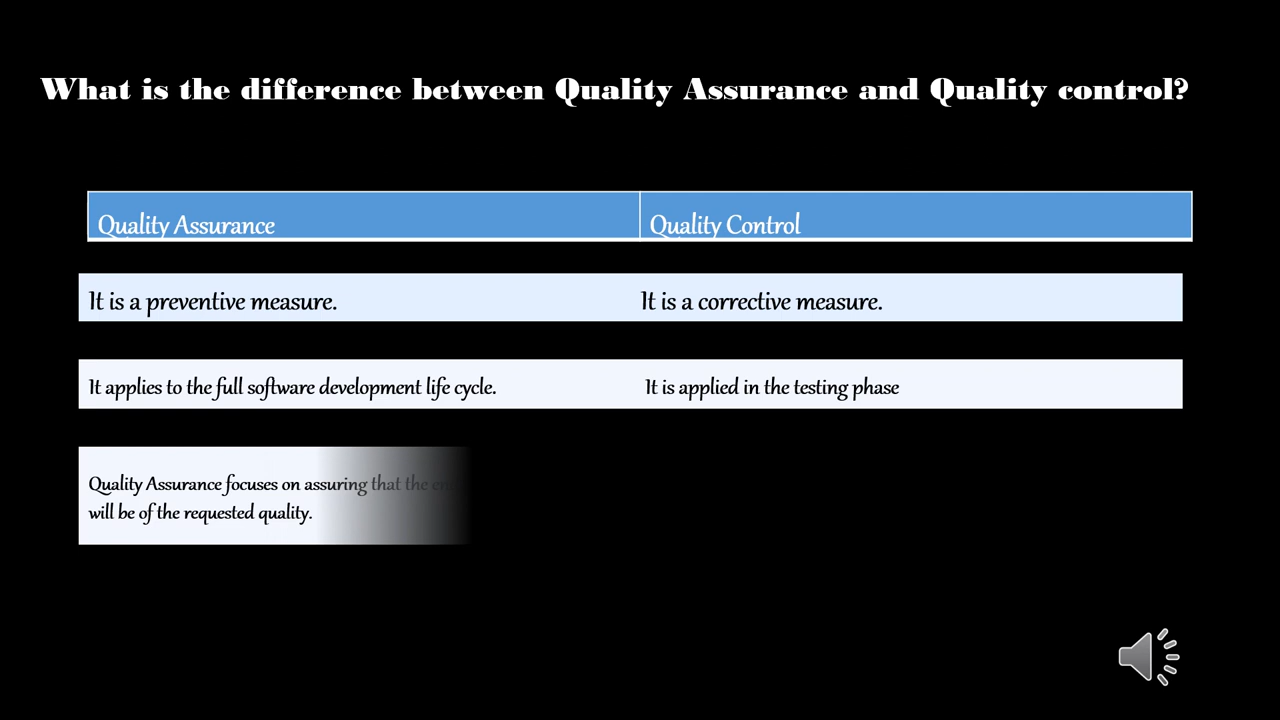 What is the difference between Quality Assurance and Quality control?
Quality Assurance Quality Control
It is a preventive measure. It is a corrective measure.
It applies to the full software development life cycle. It is applied in the testing phase
Quality Assurance focuses on assuring that the
will be of the requested quality.